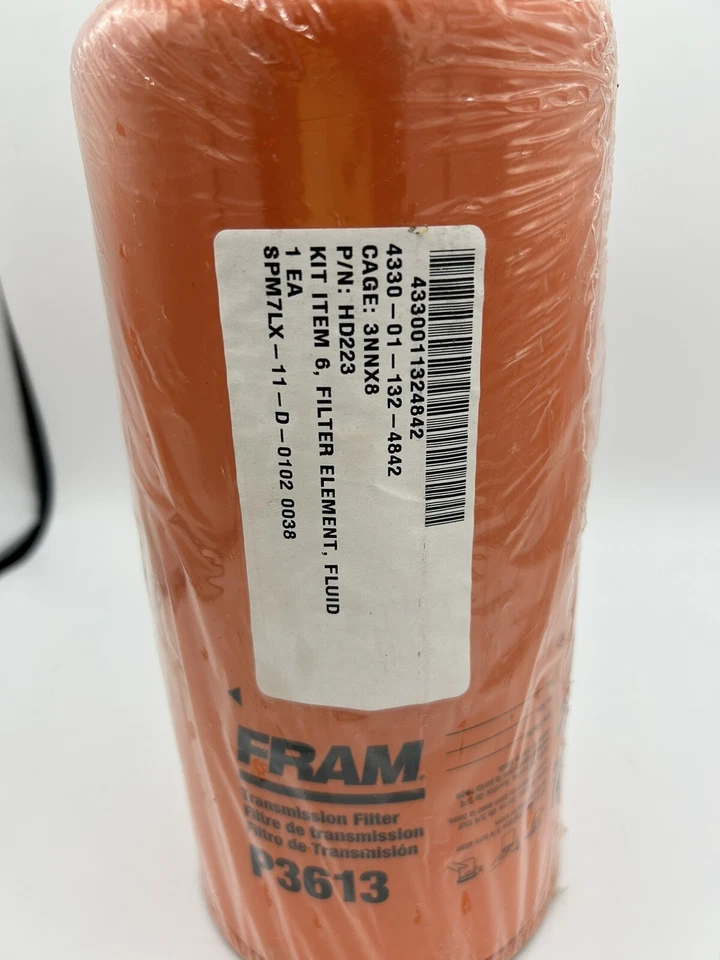 4330011324842
4330-01-132-4842
CAGE: 3NNX8
P/N: HD223
KIT ITEM 6, FILTER ELEMENT, FLUID
1 EA
SPM7LX-11-D-0102 0038
FRAM
Transmission Filter
Filtre de transmission
Filtro de Transmisión
P3613